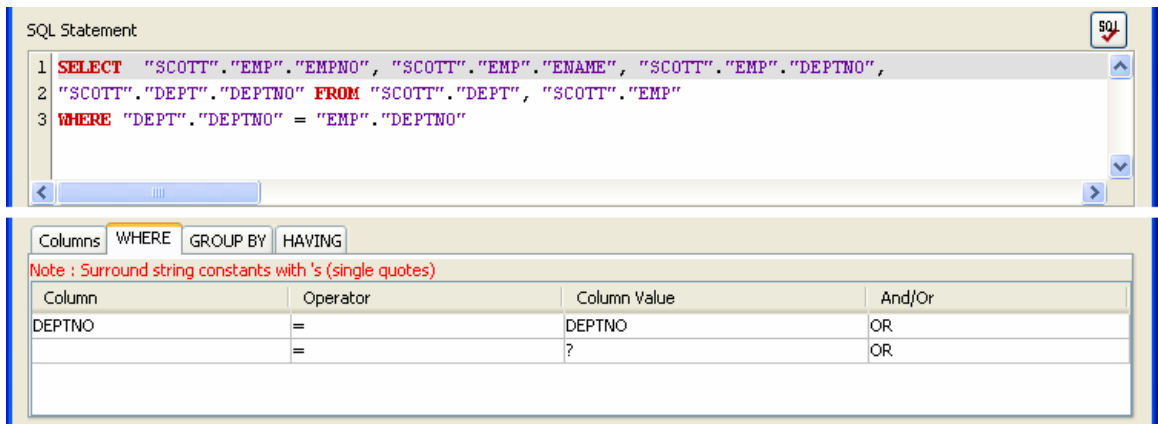 SQL Statement
SQL
1 SELECT "SCOTT"."EMP"."EMPNO", "SCOTT"."EMP"."ENAME", "SCOTT"."EMP"."DEPTNO",
2 "SCOTT"."DEPT"."DEPTNO" FROM "SCOTT"."DEPT", "SCOTT"."EMP"
3 WHERE "DEPT"."DEPTNO" = "EMP"."DEPTNO"
Columns WHERE GROUP BY HAVING
Note : Surround string constants with 's (single quotes)
Column Operator Column Value And/Or
DEPTNO = DEPTNO OR
= ? OR